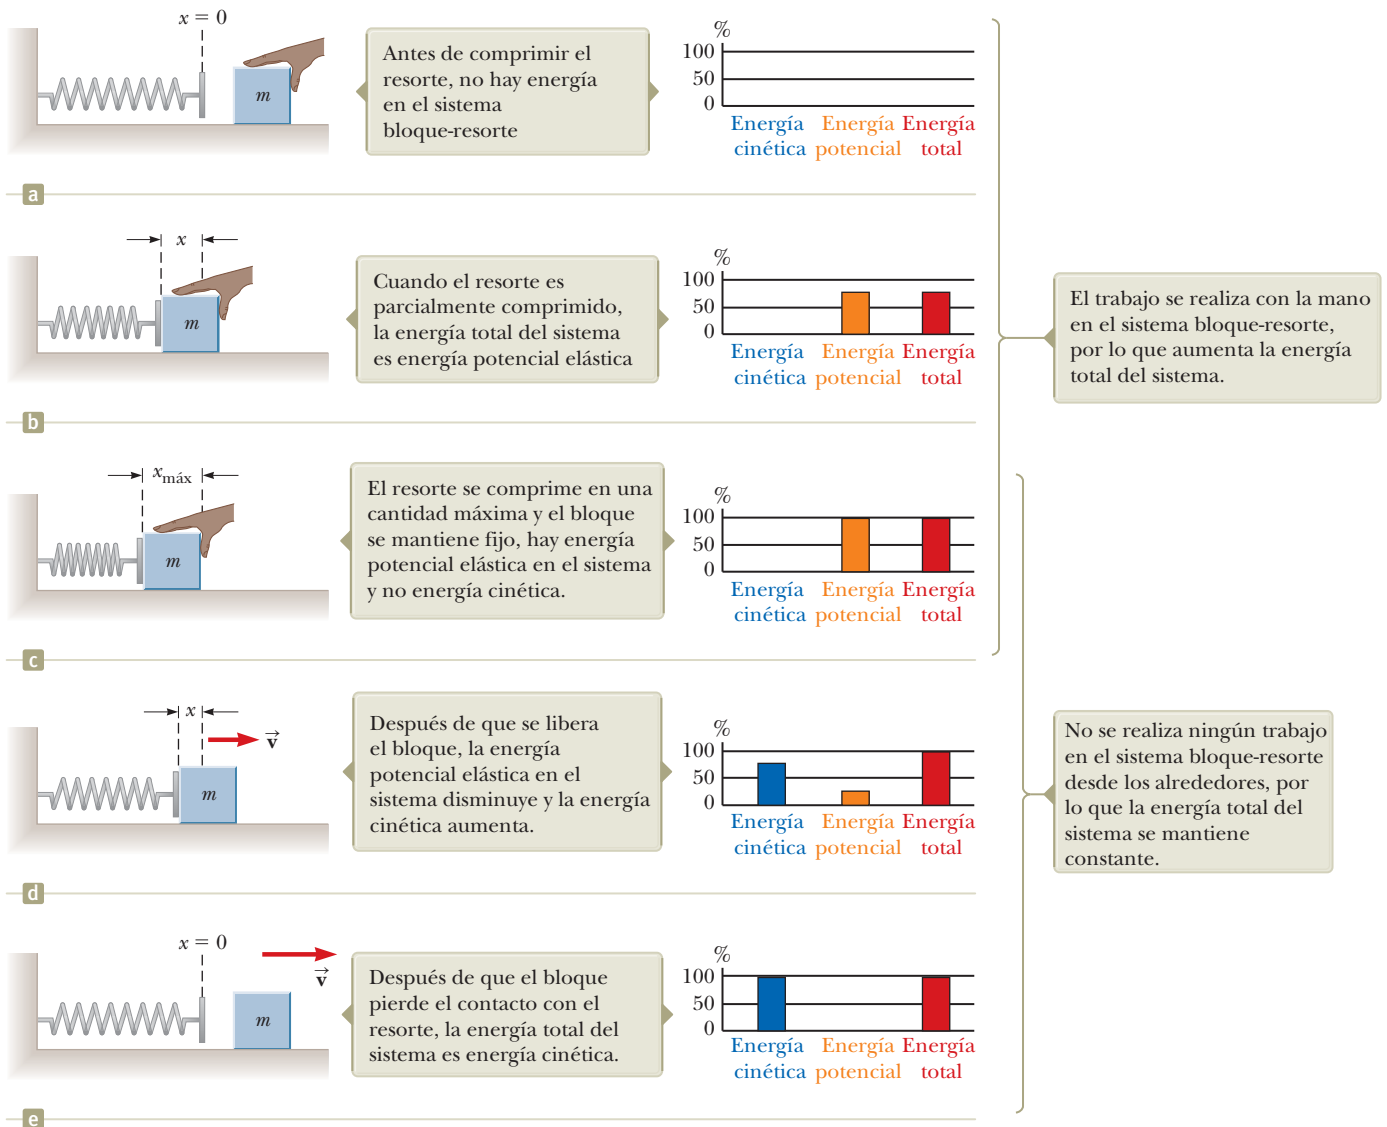 x = 0
m
Antes de comprimir el
resorte, no hay energía
en el sistema
bloque-resorte
%
100
50
0
Energía Energía Energía
cinética potencial total
a
x
m
Cuando el resorte es
parcialmente comprimido,
la energía total del sistema
es energía potencial elástica
%
100
50
0
Energía Energía Energía
cinética potencial total
El trabajo se realiza con la mano
en el sistema bloque-resorte,
por lo que aumenta la energía
total del sistema.
b
xmáx
m
El resorte se comprime en una
cantidad máxima y el bloque
se mantiene fijo, hay energía
potencial elástica en el sistema
y no energía cinética.
%
100
50
0
Energía Energía Energía
cinética potencial total
c
x
v⃗
m
Después de que se libera
el bloque, la energía
potencial elástica en el
sistema disminuye y la energía
cinética aumenta.
%
100
50
0
Energía Energía Energía
cinética potencial total
No se realiza ningún trabajo
en el sistema bloque-resorte
desde los alrededores, por
lo que la energía total del
sistema se mantiene
constante.
d
x = 0
v⃗
m
Después de que el bloque
pierde el contacto con el
resorte, la energía total del
sistema es energía cinética.
%
100
50
0
Energía Energía Energía
cinética potencial total
e